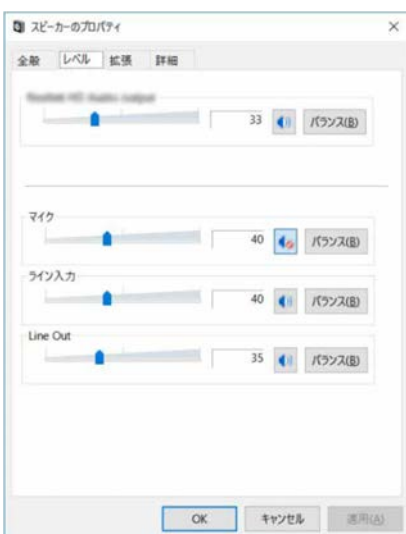 スピーカーのプロパティ
全般 レベル 拡張 詳細
33 バランス(B)
マイク
40 バランス(B)
ライン入力
40 バランス(B)
Line Out
35 バランス(B)
OK キャンセル 適用(A)